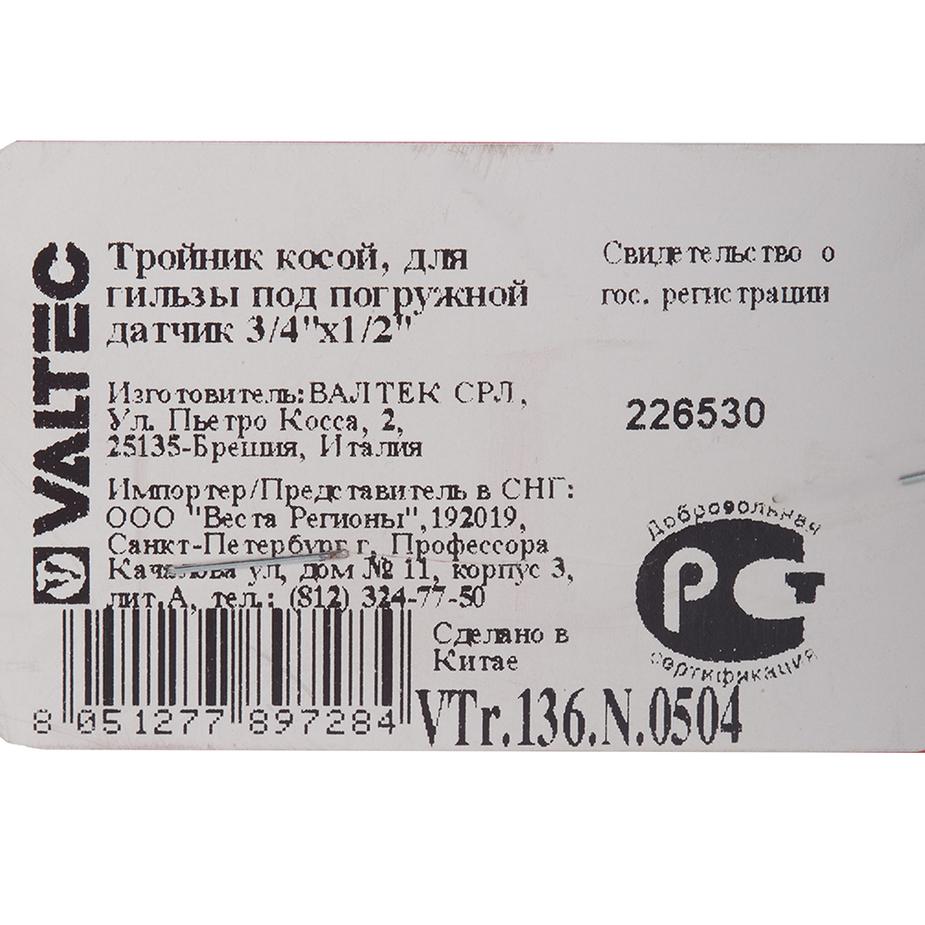 VALTEC
Тройник косой, для
гильзы под погружной
датчик 3/4"x1/2"
Изготовитель:ВАЛТЕК СРЛ,
Ул. Пьетро Косса, 2,
25135-Брешия, Италия
Импортер/Представитель в СНГ:
ООО "Веста Регионы",192019,
Санкт-Петербург г, Профессора
Качалова ул, дом № 11, корпус 3,
лит.А, тел.: (812) 324-77-50
8 051277 897284
Сделано в
Китае
VTr.136.N.0504
Свидетельство о
гос. регистрации
226530
Добровольная
РСТ
сертификация